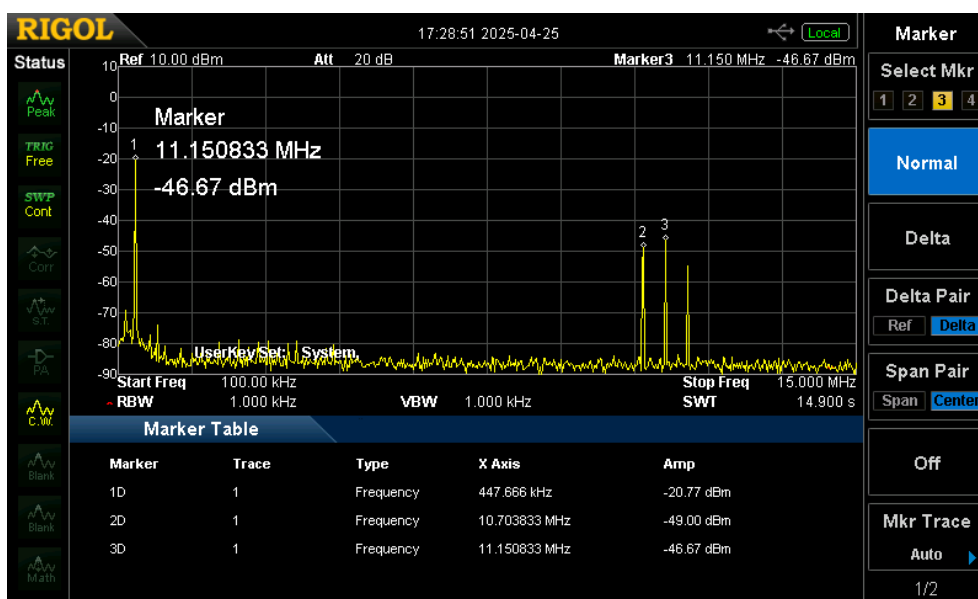 RIGOL 17:28:51 2025-04-25 Local Marker
Status
Ref 10.00 dBm Att 20 dB Marker3 11.150 MHz -46.67 dBm
Select Mkr
1 2 3 4
Peak
TRIG
Free
SWP
Cont
Corr
S.T.
PA
C.W.
Blank
Blank
Math
10
0
-10
-20
-30
-40
-50
-60
-70
-80
-90
Marker
11.150833 MHz
-46.67 dBm
1
2
3
UserKey Set: System,
Start Freq 100.00 kHz Stop Freq 15.000 MHz
RBW 1.000 kHz VBW 1.000 kHz SWT 14.900 s
Marker Table
Marker Trace Type X Axis Amp
1D 1 Frequency 447.666 kHz -20.77 dBm
2D 1 Frequency 10.703833 MHz -49.00 dBm
3D 1 Frequency 11.150833 MHz -46.67 dBm
Normal
Delta
Delta Pair
Ref Delta
Span Pair
Span Center
Off
Mkr Trace
Auto
1/2